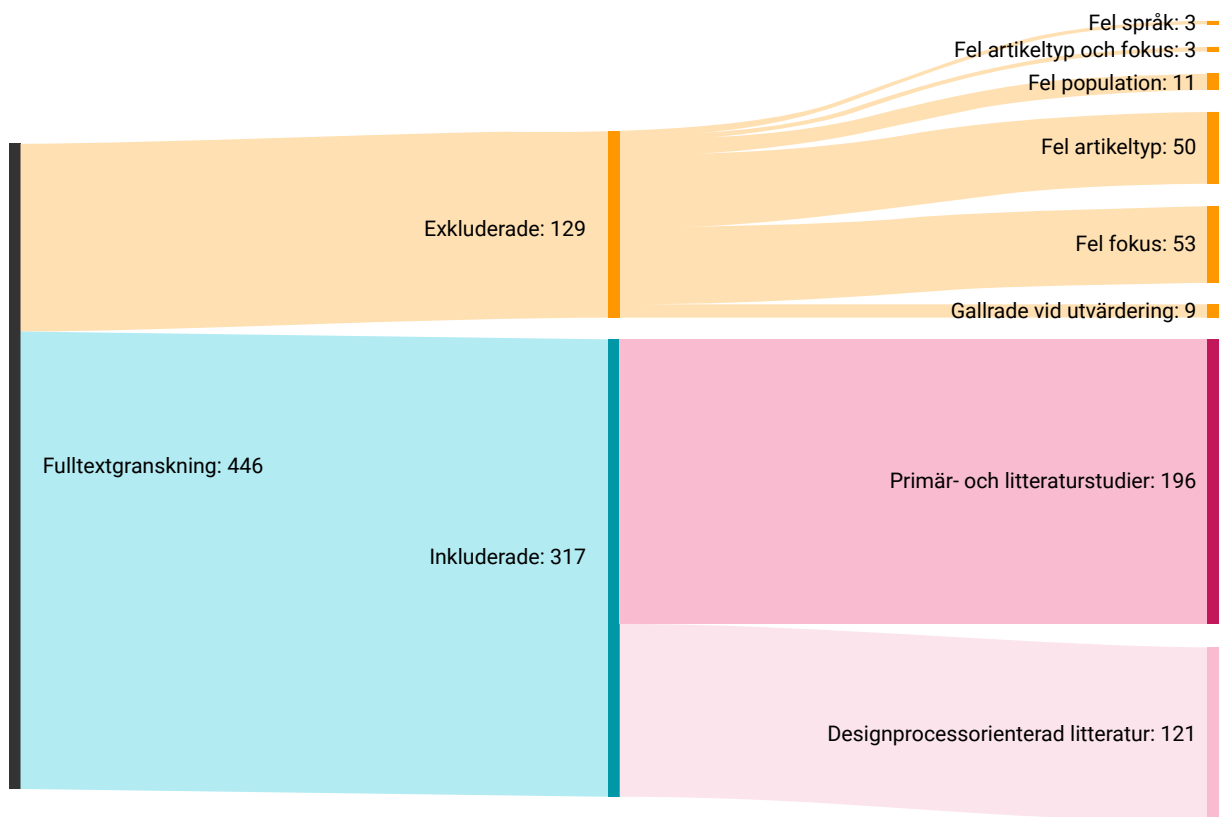 Fel språk: 3
Fel artikeltyp och fokus: 3
Fel population: 11
Fel artikeltyp: 50
Exkluderade: 129
Fel fokus: 53
Gallrade vid utvärdering: 9
Fulltextgranskning: 446
Primär- och litteraturstudier: 196
Inkluderade: 317
Designprocessorienterad litteratur: 121